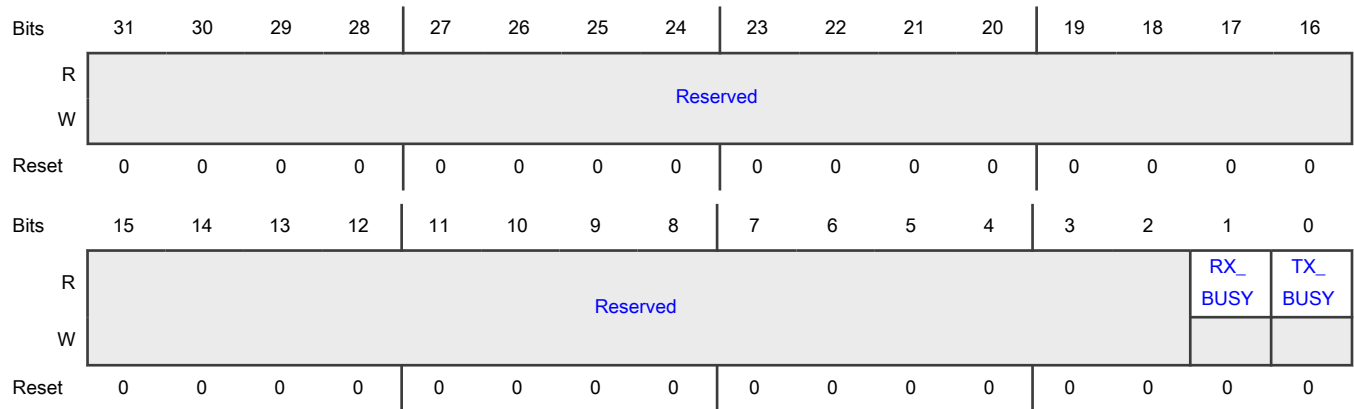 Bits 31 30 29 28 27 26 25 24 23 22 21 20 19 18 17 16
R
Reserved
W
Reset 0 0 0 0 0 0 0 0 0 0 0 0 0 0 0 0
Bits 15 14 13 12 11 10 9 8 7 6 5 4 3 2 1 0
R RX_ TX_
Reserved BUSY BUSY
W
Reset 0 0 0 0 0 0 0 0 0 0 0 0 0 0 0 0